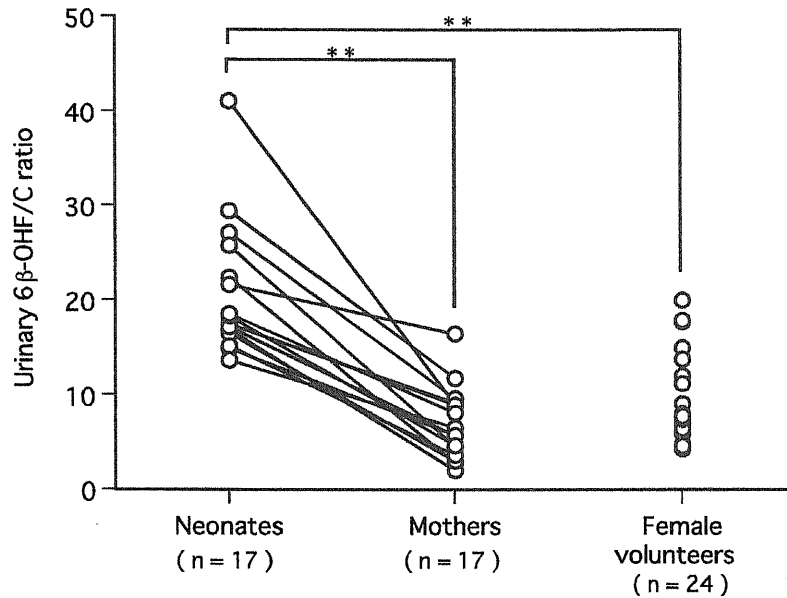 50
**
**
40
30
20
10
0
Urinary 6β-OHF/C ratio
Neonates
(n=17)
Mothers
(n=17)
Female
volunteers
(n=24)